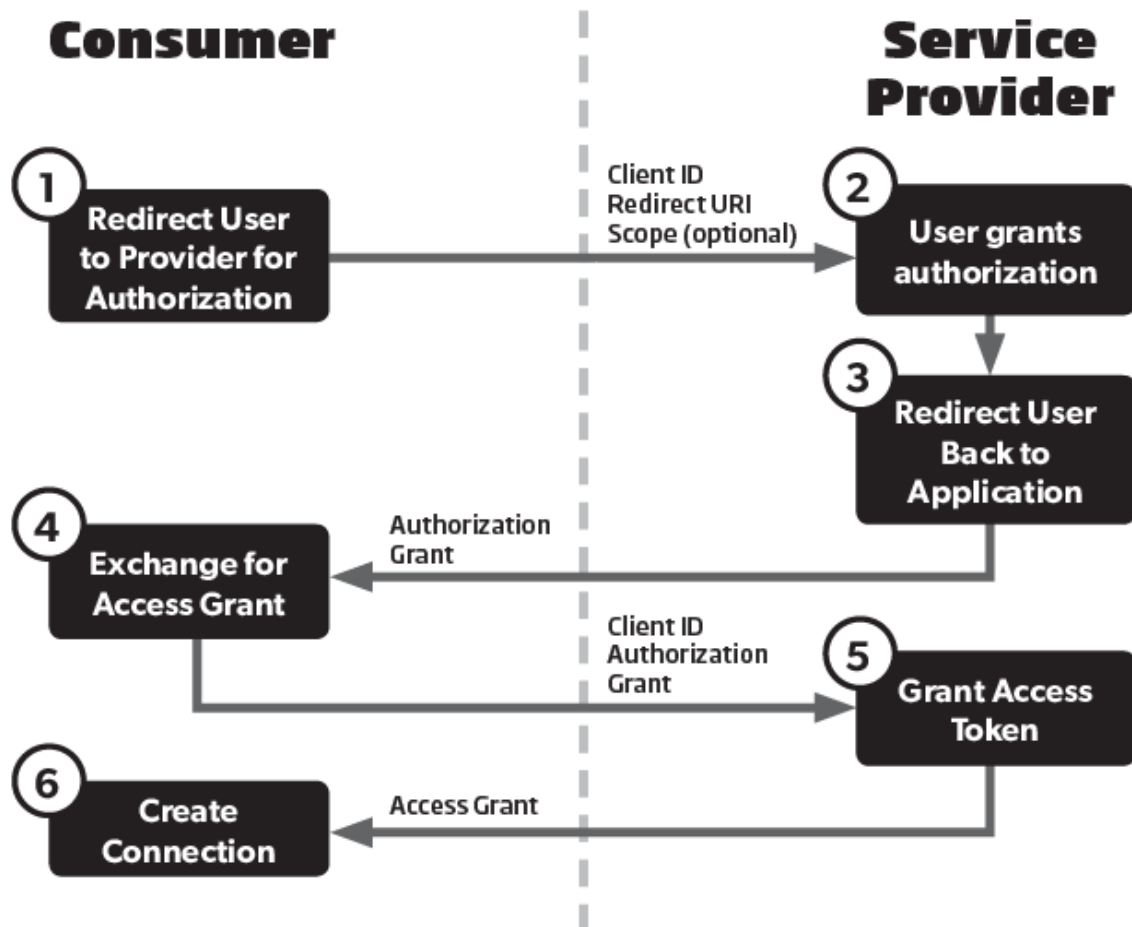 Consumer
Service
Provider
1
Redirect User
to Provider for
Authorization
Client ID
Redirect URI
Scope (optional)
2
User grants
authorization
3
Redirect User
Back to
Application
4
Exchange for
Access Grant
Authorization
Grant
Client ID
Authorization
Grant
5
Grant Access
Token
6
Create
Connection
Access Grant